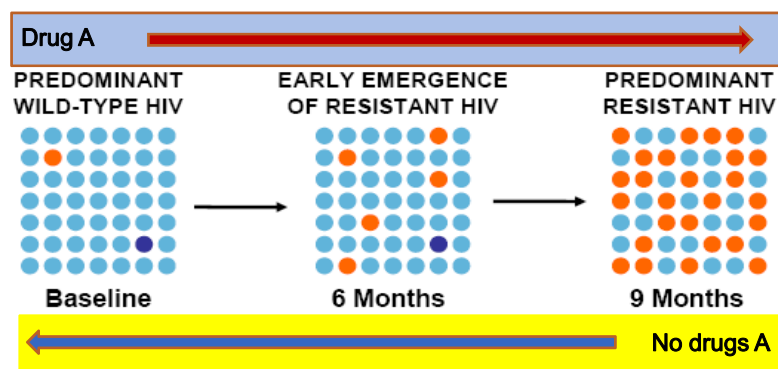 Drug A
PREDOMINANT
WILD-TYPE HIV
EARLY EMERGENCE
OF RESISTANT HIV
PREDOMINANT
RESISTANT HIV
Baseline
6 Months
9 Months
No drugs A